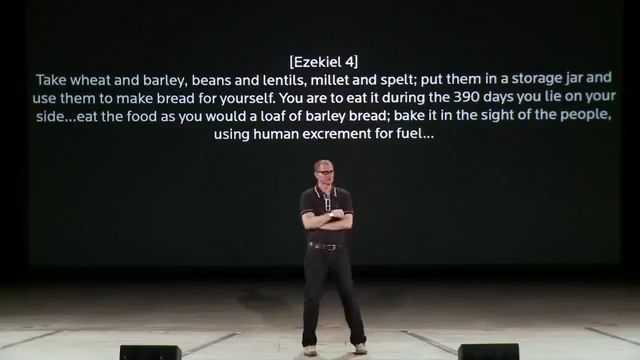 [Ezekiel 4]
Take wheat and barley, beans and lentils, millet and spelt; put them in a storage jar and
use them to make bread for yourself. You are to eat it during the 390 days you lie on your
side...eat the food as you would a loaf of barley bread; bake it in the sight of the people,
using human excrement for fuel...